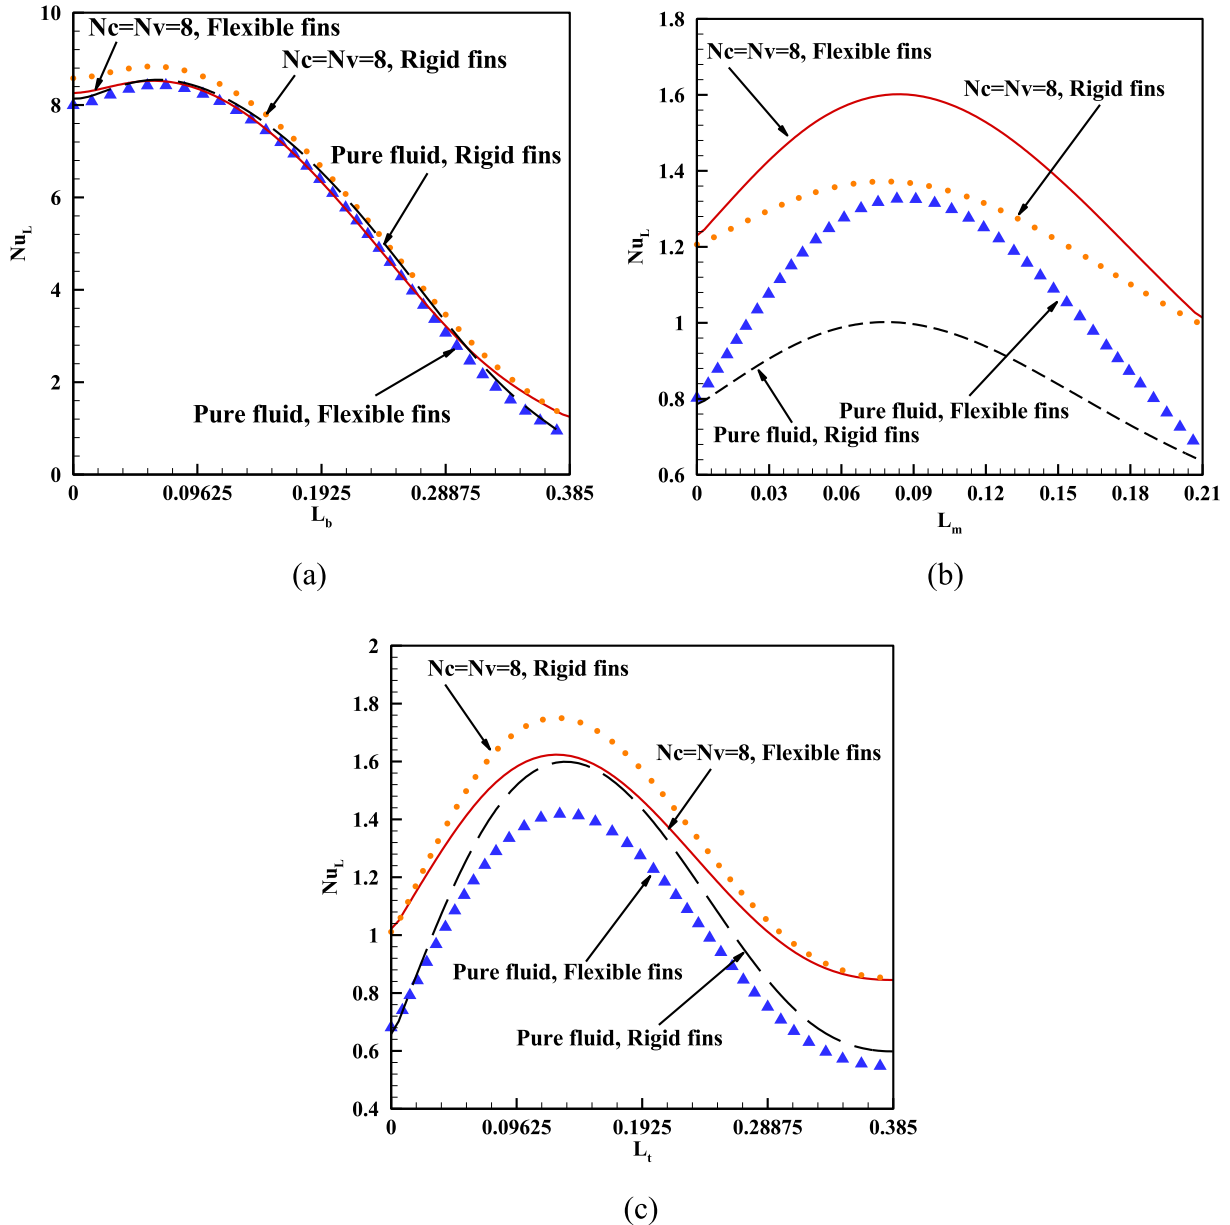 10
8
6
4
2
0
Nu_L
Nc=Nv=8, Flexible fins
Nc=Nv=8, Rigid fins
Pure fluid, Rigid fins
Pure fluid, Flexible fins
0 0.09625 0.1925 0.28875 0.385
L_b
(a)
1.8
1.6
1.4
1.2
1
0.8
0.6
Nu_L
Nc=Nv=8, Flexible fins
Nc=Nv=8, Rigid fins
Pure fluid, Flexible fins
Pure fluid, Rigid fins
0 0.03 0.06 0.09 0.12 0.15 0.18 0.21
L_m
(b)
2
1.8
1.6
1.4
1.2
1
0.8
0.6
0.4
Nu_L
Nc=Nv=8, Rigid fins
Nc=Nv=8, Flexible fins
Pure fluid, Flexible fins
Pure fluid, Rigid fins
0 0.09625 0.1925 0.28875 0.385
L_t
(c)